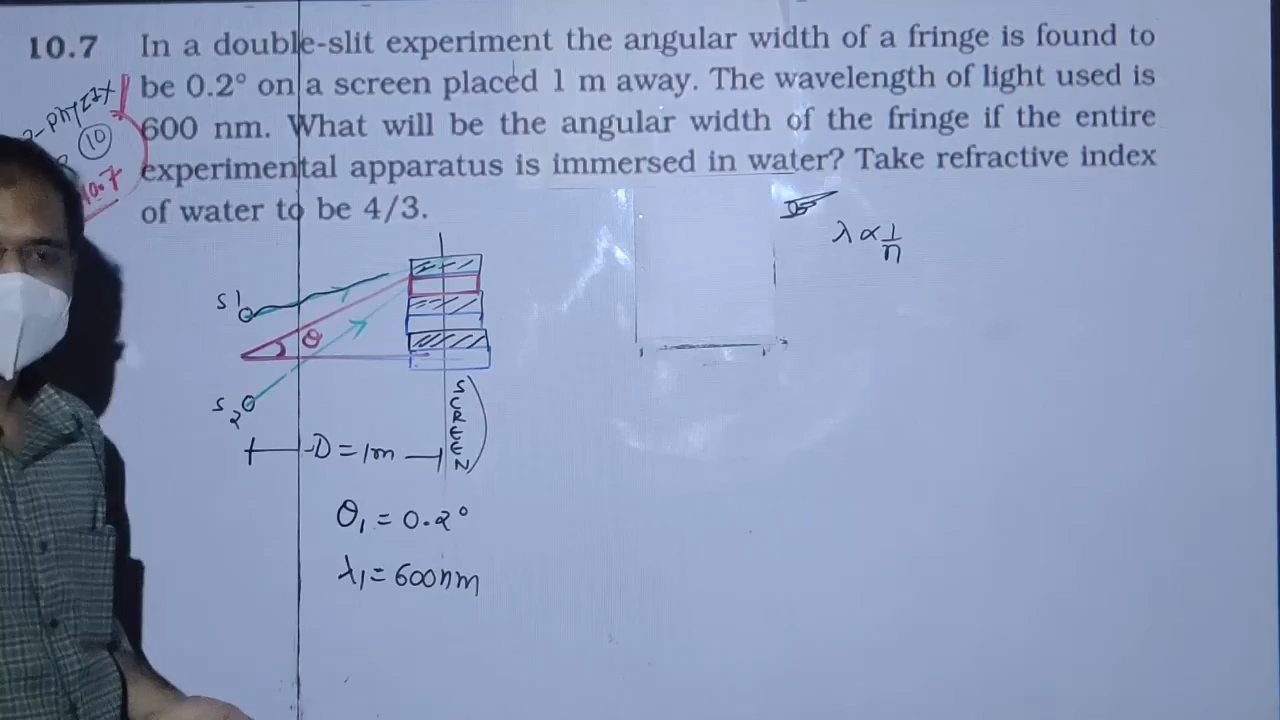 10.7 In a double-slit experiment the angular width of a fringe is found to
be 0.2° on a screen placed 1 m away. The wavelength of light used is
600 nm. What will be the angular width of the fringe if the entire
experimental apparatus is immersed in water? Take refractive index
of water to be 4/3.
10
10.7
λ ∝ 1/n
S1
θ
S2
SCREEN
D = 1m
θ₁ = 0.2°
λ₁ = 600nm